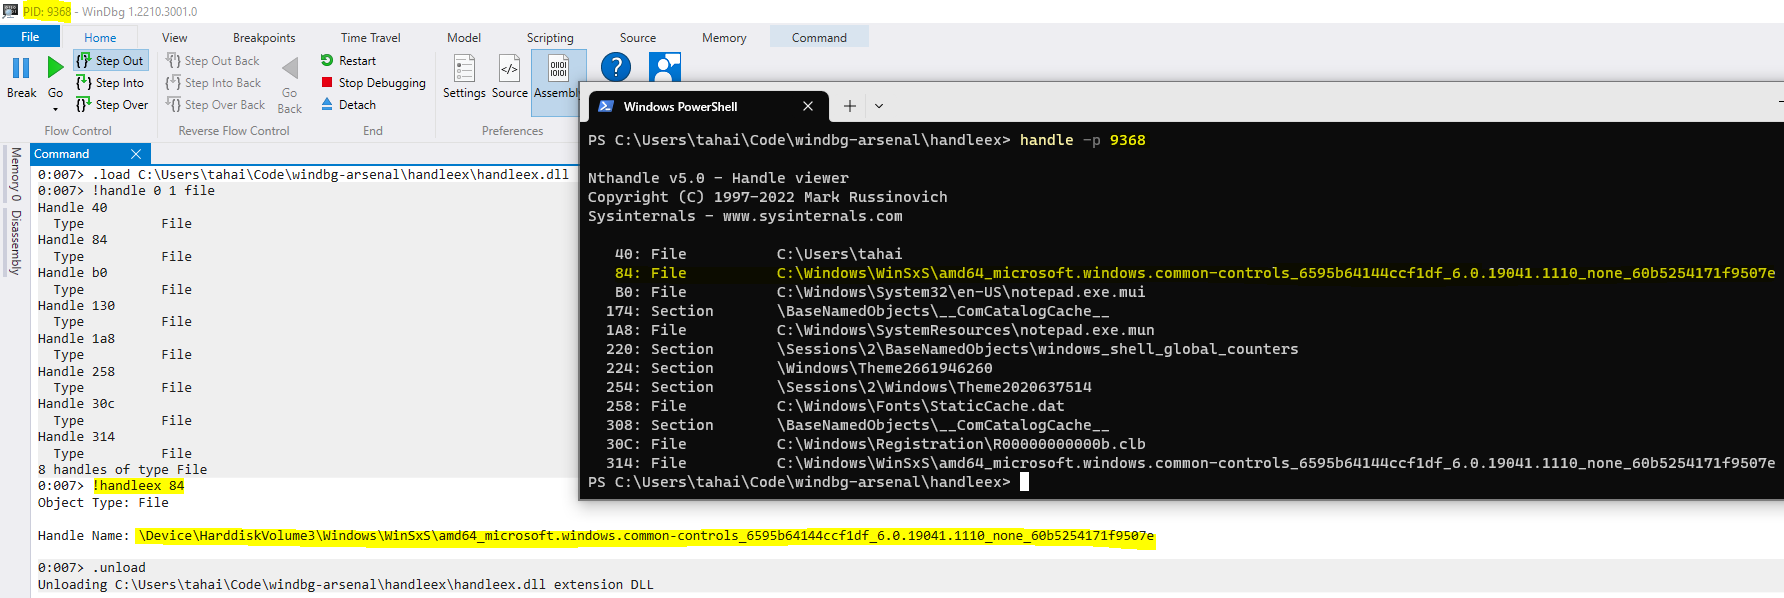 PID: 9368 - WinDbg 1.2210.3001.0
File Home View Breakpoints Time Travel Model Scripting Source Memory Command
Break
Go
Step Out
Step Into
Step Over
Flow Control
Step Out Back
Step Into Back
Step Over Back
Go Back
Reverse Flow Control
Restart
Stop Debugging
Detach
End
Settings
Source
Assembly
Preferences
Memory 0
Disassembly
Command
0:007> .load C:\Users\tahai\Code\windbg-arsenal\handleex\handleex.dll
0:007> !handle 0 1 file
Handle 40
Type File
Handle 84
Type File
Handle b0
Type File
Handle 130
Type File
Handle 1a8
Type File
Handle 258
Type File
Handle 30c
Type File
Handle 314
Type File
8 handles of type File
0:007> !handleex 84
Object Type: File
Handle Name: \Device\HarddiskVolume3\Windows\WinSxS\amd64_microsoft.windows.common-controls_6595b64144ccf1df_6.0.19041.1110_none_60b5254171f9507e
0:007> .unload
Unloading C:\Users\tahai\Code\windbg-arsenal\handleex\handleex.dll extension DLL
Windows PowerShell
PS C:\Users\tahai\Code\windbg-arsenal\handleex> handle -p 9368
Nthandle v5.0 - Handle viewer
Copyright (C) 1997-2022 Mark Russinovich
Sysinternals - www.sysinternals.com
40: File C:\Users\tahai
84: File C:\Windows\WinSxS\amd64_microsoft.windows.common-controls_6595b64144ccf1df_6.0.19041.1110_none_60b5254171f9507e
B0: File C:\Windows\System32\en-US\notepad.exe.mui
174: Section \BaseNamedObjects\__ComCatalogCache__
1A8: File C:\Windows\SystemResources\notepad.exe.mun
220: Section \Sessions\2\BaseNamedObjects\windows_shell_global_counters
224: Section \Windows\Theme2661946260
254: Section \Sessions\2\Windows\Theme2020637514
258: File C:\Windows\Fonts\StaticCache.dat
308: Section \BaseNamedObjects\__ComCatalogCache__
30C: File C:\Windows\Registration\R00000000000b.clb
314: File C:\Windows\WinSxS\amd64_microsoft.windows.common-controls_6595b64144ccf1df_6.0.19041.1110_none_60b5254171f9507e
PS C:\Users\tahai\Code\windbg-arsenal\handleex>